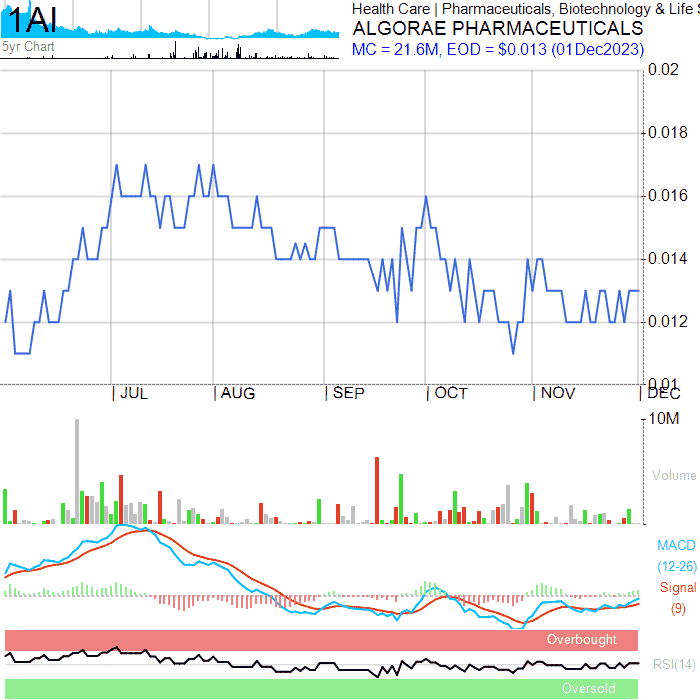 1AI
5yr Chart
Health Care | Pharmaceuticals, Biotechnology & Life S
ALGORAE PHARMACEUTICALS
MC = 21.6M, EOD = $0.013 (01Dec2023)
0.02
0.018
0.016
0.014
0.012
0.01
JUL
AUG
SEP
OCT
NOV
DEC
10M
Volume
MACD
(12-26)
Signal
(9)
Overbought
RSI(14)
Oversold